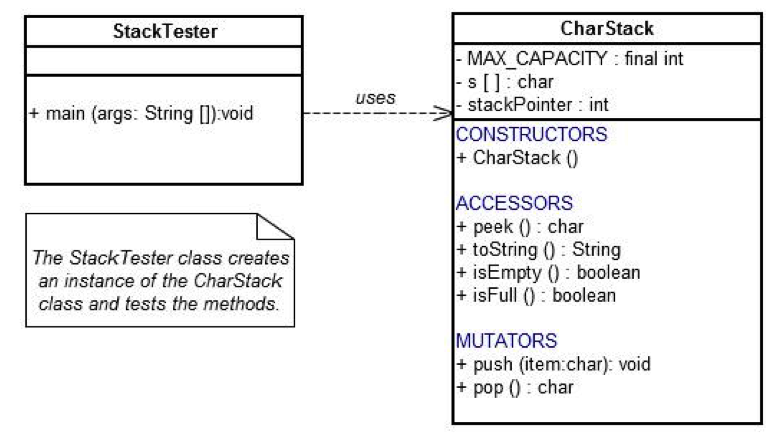 StackTester
+ main (args: String []):void
The StackTester class creates
an instance of the CharStack
class and tests the methods.
uses
CharStack
- MAX_CAPACITY : final int
- s [ ] : char
- stackPointer : int
CONSTRUCTORS
+ CharStack ()
ACCESSORS
+ peek () : char
+ toString () : String
+ isEmpty () : boolean
+ isFull () : boolean
MUTATORS
+ push (item:char): void
+ pop () : char